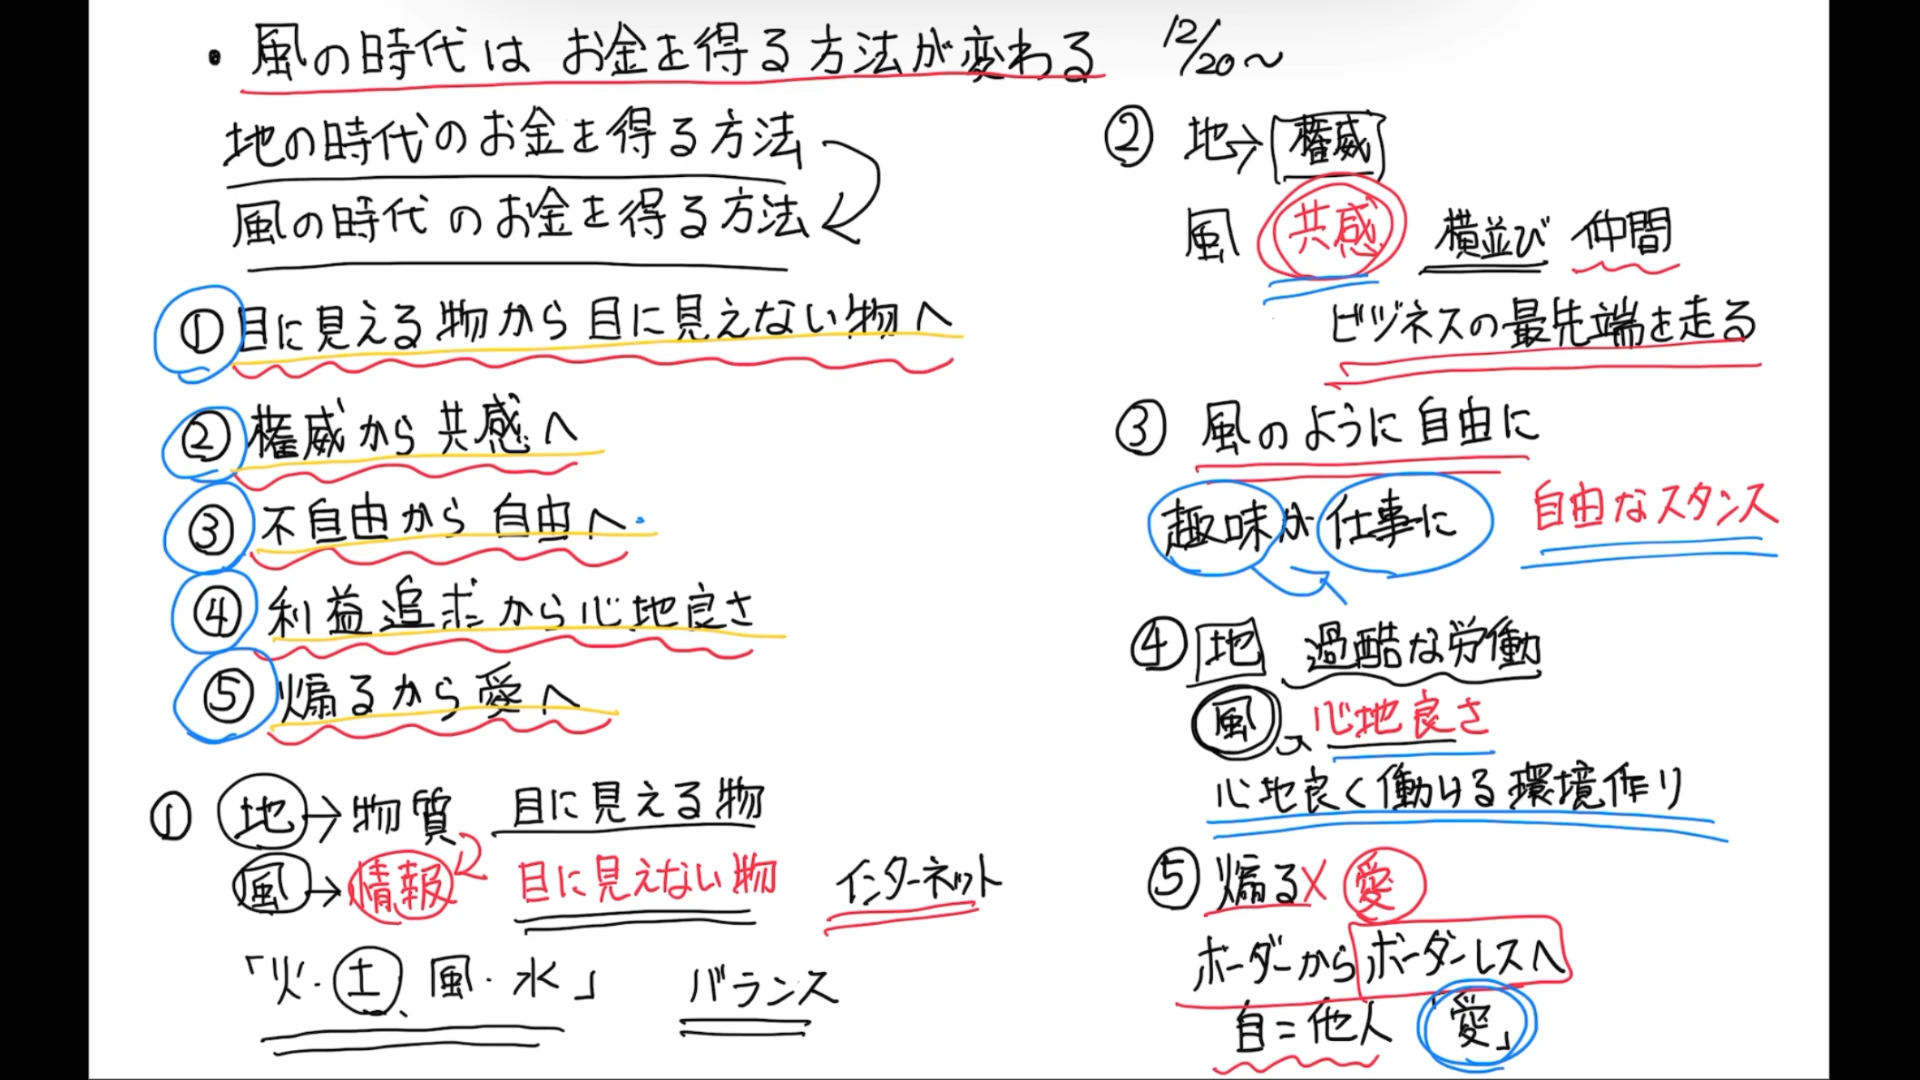 ・風の時代は お金を得る方法が変わる 12/20〜
地の時代のお金を得る方法
風の時代のお金を得る方法
①目に見える物から目に見えない物へ
②権威から共感へ
③不自由から自由へ
④利益追求から心地良さ
⑤煽るから愛へ
① 地→物質 目に見える物
風→情報 目に見えない物 インターネット
「火・土 風・水」 バランス
② 地→権威
風 共感 横並び 仲間
ビジネスの最先端を走る
③ 風のように自由に
趣味が仕事に 自由なスタンス
④ 地 過酷な労働
風→心地良さ
心地良く働ける環境作り
⑤ 煽る× 愛
ボーダーからボーダーレスへ
自=他人 「愛」